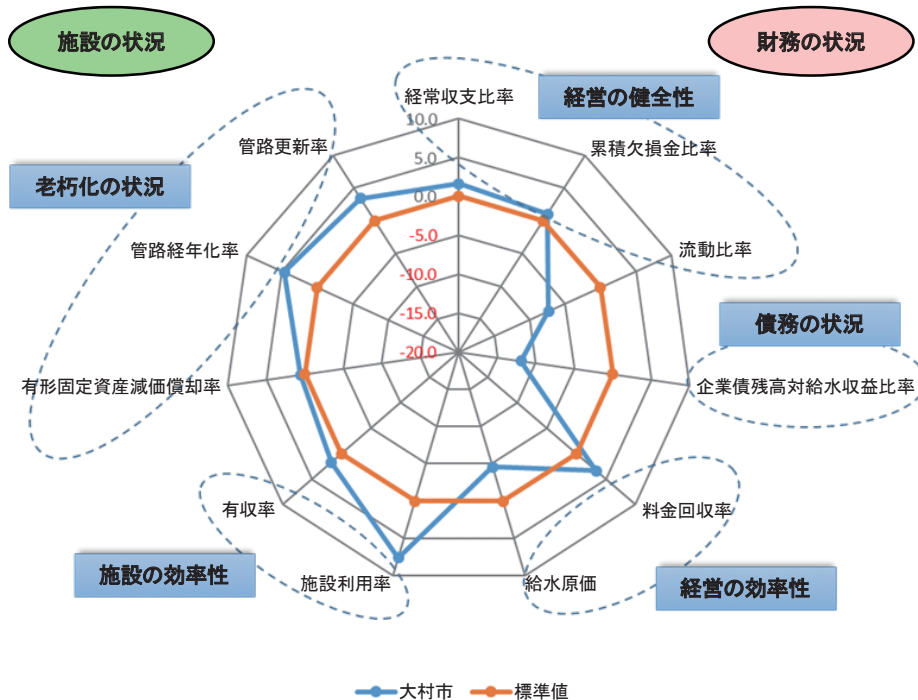 施設の状況
財務の状況
経常収支比率
経営の健全性
10.0
管路更新率
累積欠損金比率
5.0
老朽化の状況
0.0
管路経年化率
流動比率
-5.0
-10.0
-15.0
債務の状況
-20.0
有形固定資産減価償却率
企業債残高対給水収益比率
有収率
料金回収率
施設の効率性
施設利用率
給水原価
経営の効率性
大村市
標準値